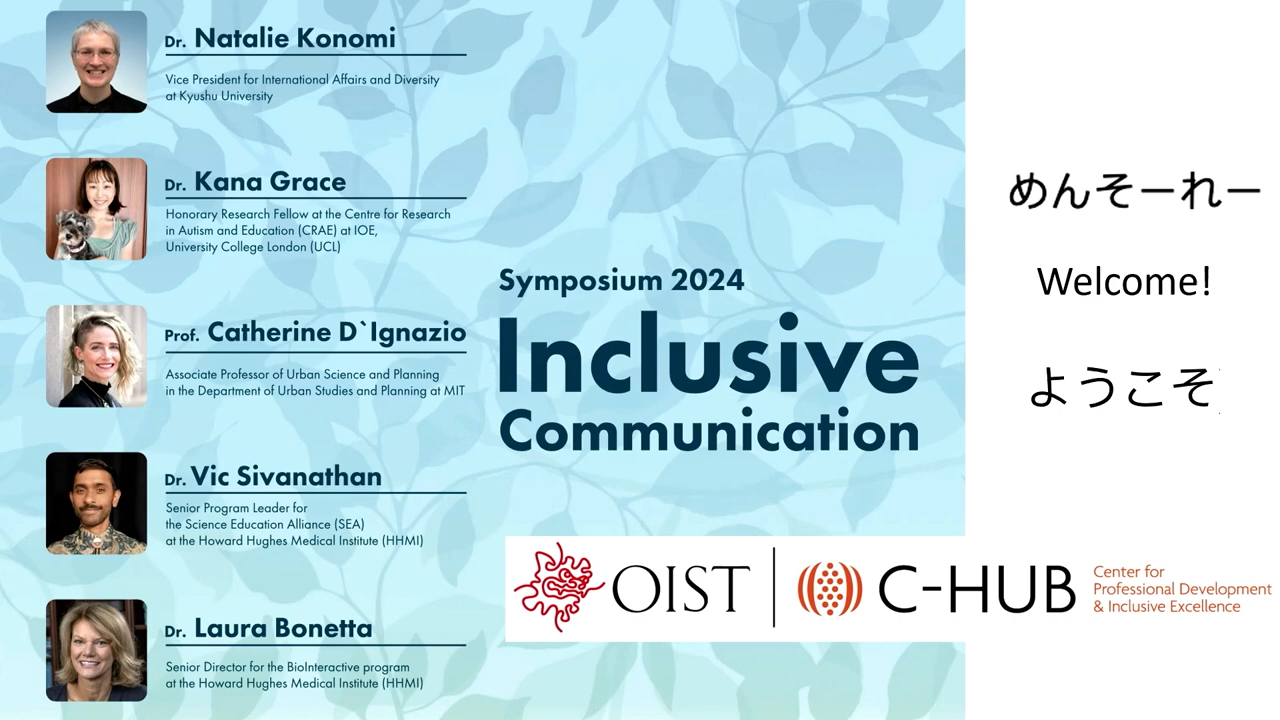 Dr. Natalie Konomi
Vice President for International Affairs and Diversity
at Kyushu University
Dr. Kana Grace
Honorary Research Fellow at the Centre for Research
in Autism and Education (CRAE) at IOE,
University College London (UCL)
Prof. Catherine D`Ignazio
Associate Professor of Urban Science and Planning
in the Department of Urban Studies and Planning at MIT
Dr. Vic Sivanathan
Senior Program Leader for
the Science Education Alliance (SEA)
at the Howard Hughes Medical Institute (HHMI)
Dr. Laura Bonetta
Senior Director for the BioInteractive program
at the Howard Hughes Medical Institute (HHMI)
Symposium 2024
Inclusive
Communication
OIST
C-HUB
Center for
Professional Development
& Inclusive Excellence
めんそーれー
Welcome!
ようこそ